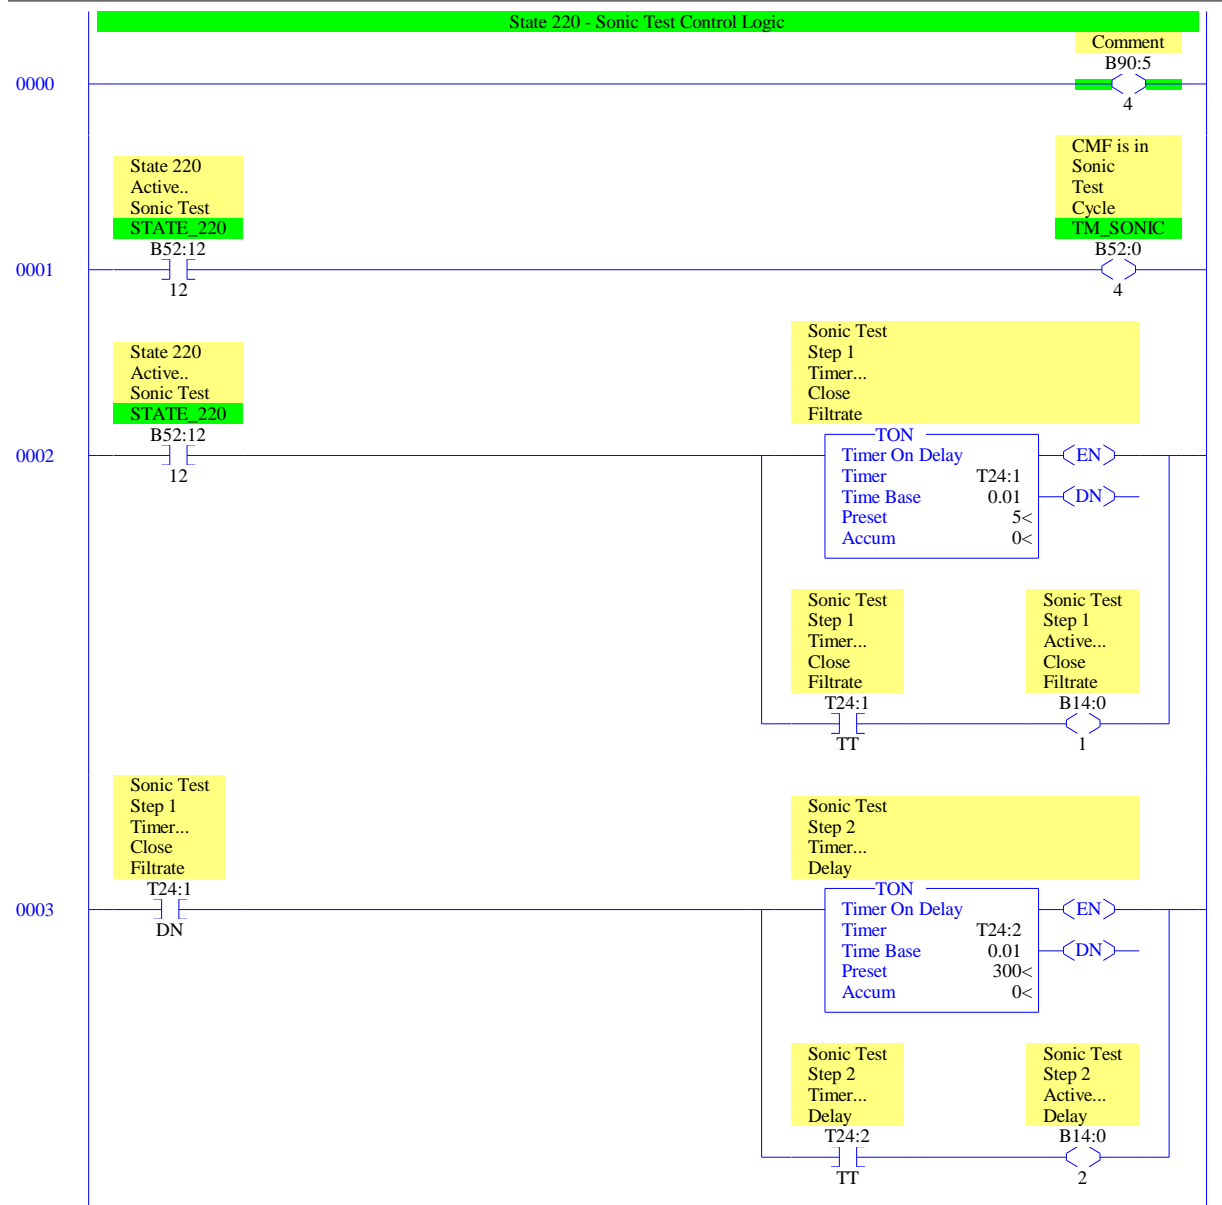 State 220 - Sonic Test Control Logic
Comment
B90:5
0000
4
State 220
Active..
Sonic Test
STATE_220
B52:12
12
CMF is in
Sonic
Test
Cycle
TM_SONIC
B52:0
4
0001
State 220
Active..
Sonic Test
STATE_220
B52:12
12
0002
Sonic Test
Step 1
Timer...
Close
Filtrate
TON
Timer On Delay
Timer T24:1
Time Base 0.01
Preset 5<
Accum 0<
EN
DN
Sonic Test
Step 1
Timer...
Close
Filtrate
T24:1
TT
Sonic Test
Step 1
Active...
Close
Filtrate
B14:0
1
Sonic Test
Step 1
Timer...
Close
Filtrate
T24:1
DN
0003
Sonic Test
Step 2
Timer...
Delay
TON
Timer On Delay
Timer T24:2
Time Base 0.01
Preset 300<
Accum 0<
EN
DN
Sonic Test
Step 2
Timer...
Delay
T24:2
TT
Sonic Test
Step 2
Active...
Delay
B14:0
2